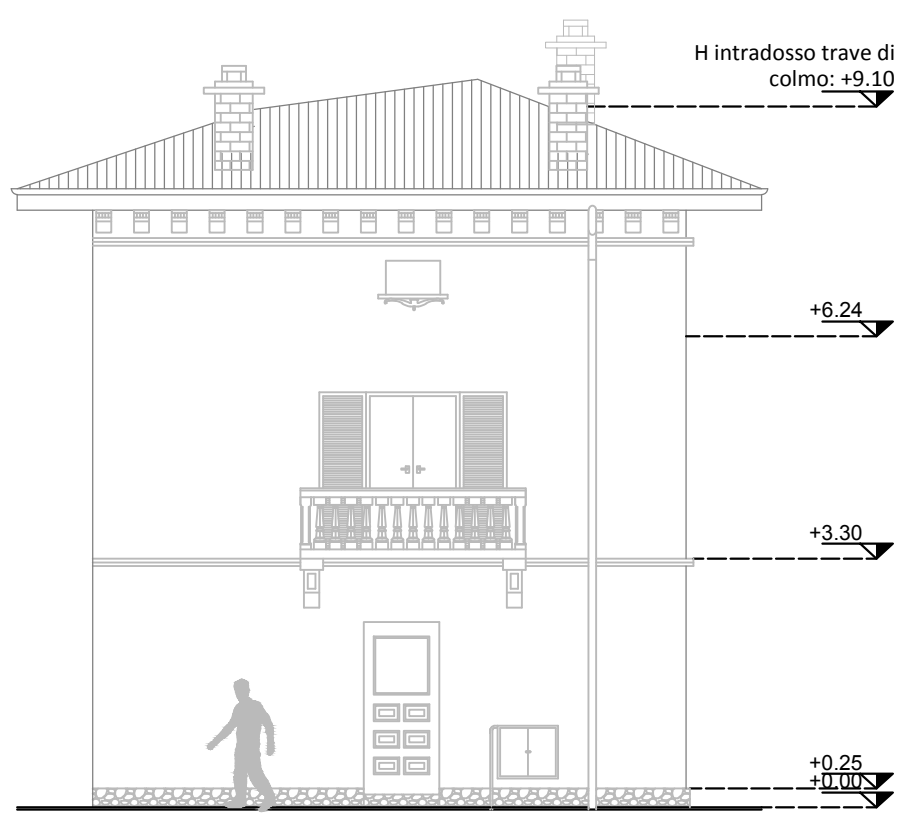 H intradosso trave di
colmo: +9.10
+6.24
+3.30
+0.25
+0.00